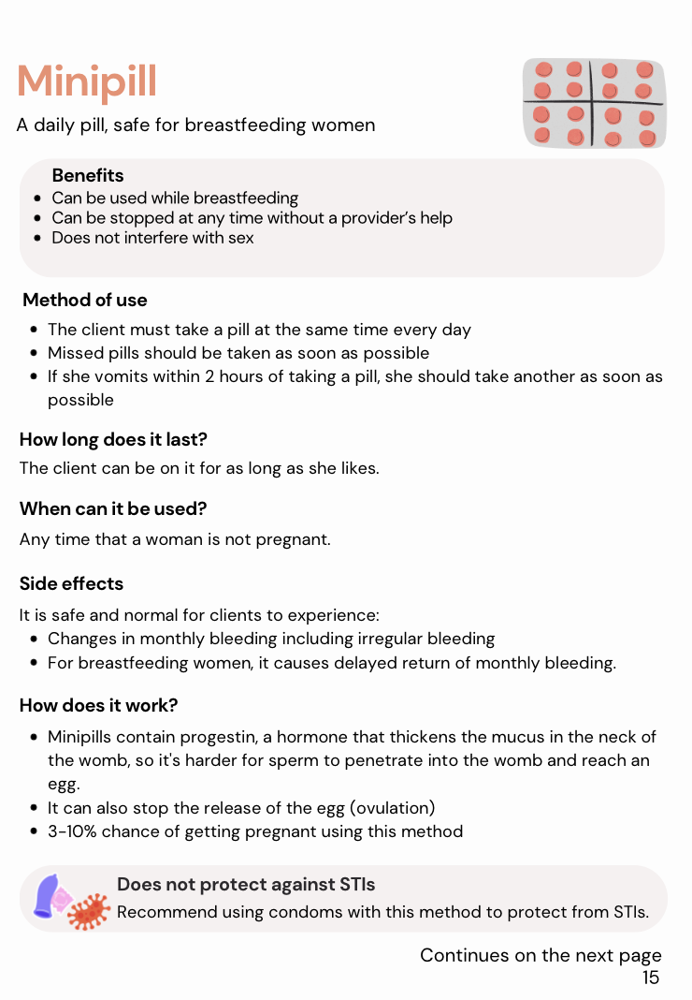 Minipill
A daily pill, safe for breastfeeding women
Benefits
• Can be used while breastfeeding
• Can be stopped at any time without a provider’s help
• Does not interfere with sex
Method of use
• The client must take a pill at the same time every day
• Missed pills should be taken as soon as possible
• If she vomits within 2 hours of taking a pill, she should take another as soon as
possible
How long does it last?
The client can be on it for as long as she likes.
When can it be used?
Any time that a woman is not pregnant.
Side effects
It is safe and normal for clients to experience:
• Changes in monthly bleeding including irregular bleeding
• For breastfeeding women, it causes delayed return of monthly bleeding.
How does it work?
• Minipills contain progestin, a hormone that thickens the mucus in the neck of
the womb, so it's harder for sperm to penetrate into the womb and reach an
egg.
• It can also stop the release of the egg (ovulation)
• 3-10% chance of getting pregnant using this method
Does not protect against STIs
Recommend using condoms with this method to protect from STIs.
Continues on the next page
15